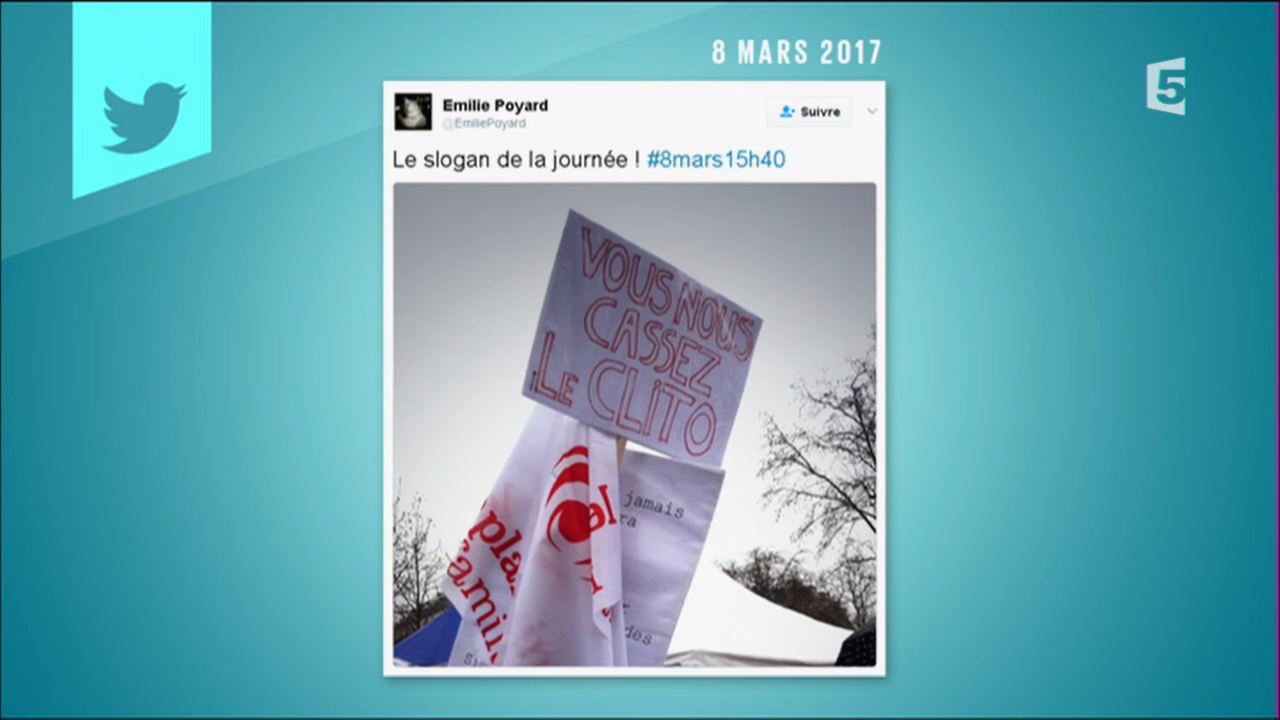 8 MARS 2017
5
Emilie Poyard
@EmiliePoyard
Suivre
Le slogan de la journée ! #8mars15h40
VOUS NOUS
CASSEZ
LE CLITO
jamais
des